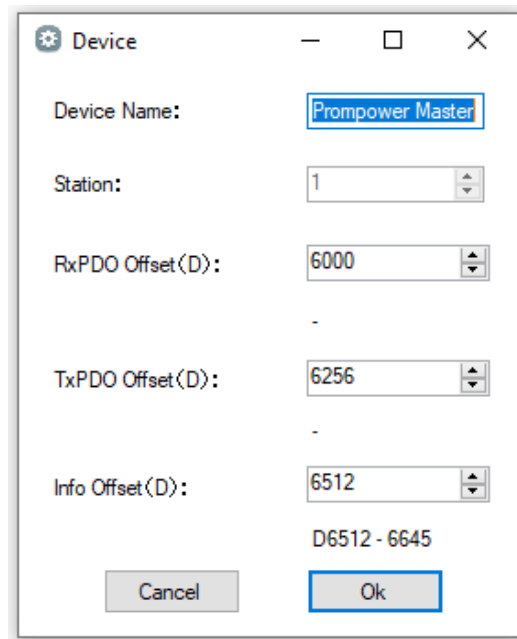 Device
Device Name: Prompower Master
Station: 1
RxPDO Offset(D): 6000
-
TxPDO Offset(D): 6256
-
Info Offset(D): 6512
D6512 - 6645
Cancel Ok